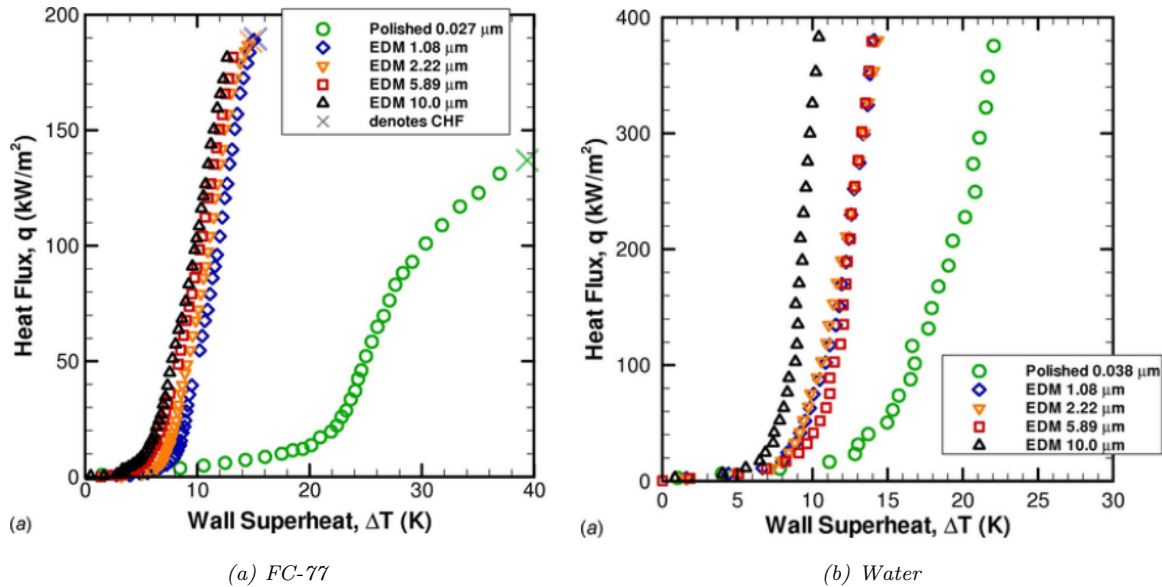 200
150
100
50
0
0
10
20
30
40
Heat Flux, q (kW/m²)
Wall Superheat, ΔT (K)
Polished 0.027 μm
EDM 1.08 μm
EDM 2.22 μm
EDM 5.89 μm
EDM 10.0 μm
denotes CHF
(a)
(a) FC-77
400
300
200
100
0
0
5
10
15
20
25
30
Heat Flux, q (kW/m²)
Wall Superheat, ΔT (K)
Polished 0.038 μm
EDM 1.08 μm
EDM 2.22 μm
EDM 5.89 μm
EDM 10.0 μm
(a)
(b) Water